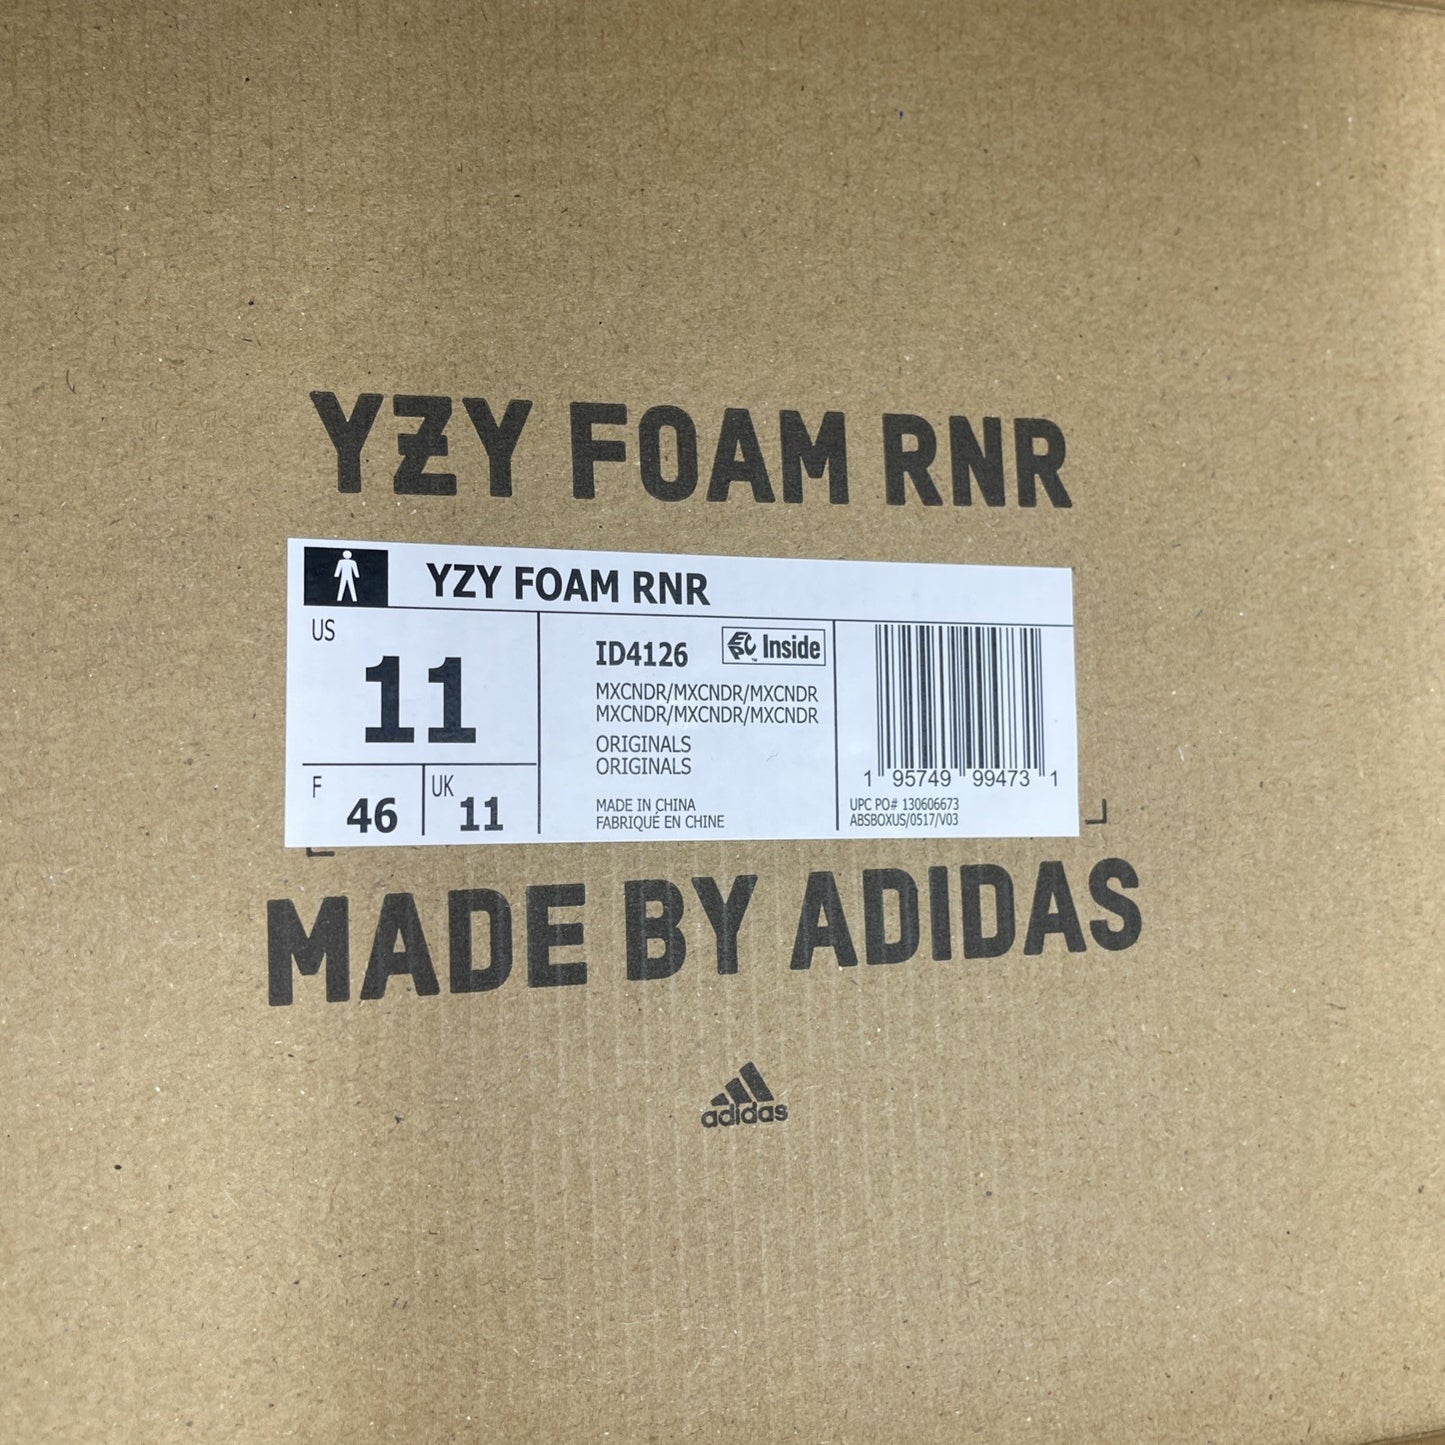 YZY FOAM RNR
YZY FOAM RNR
US
11
F 46
UK 11
ID4126
EPC Inside
™
MXCNDR/MXCNDR/MXCNDR
MXCNDR/MXCNDR/MXCNDR
ORIGINALS
ORIGINALS
MADE IN CHINA
FABRIQUÉ EN CHINE
1 95749 99473 1
UPC PO# 130606673
ABSBOXUS/0517/V03
MADE BY ADIDAS
adidas